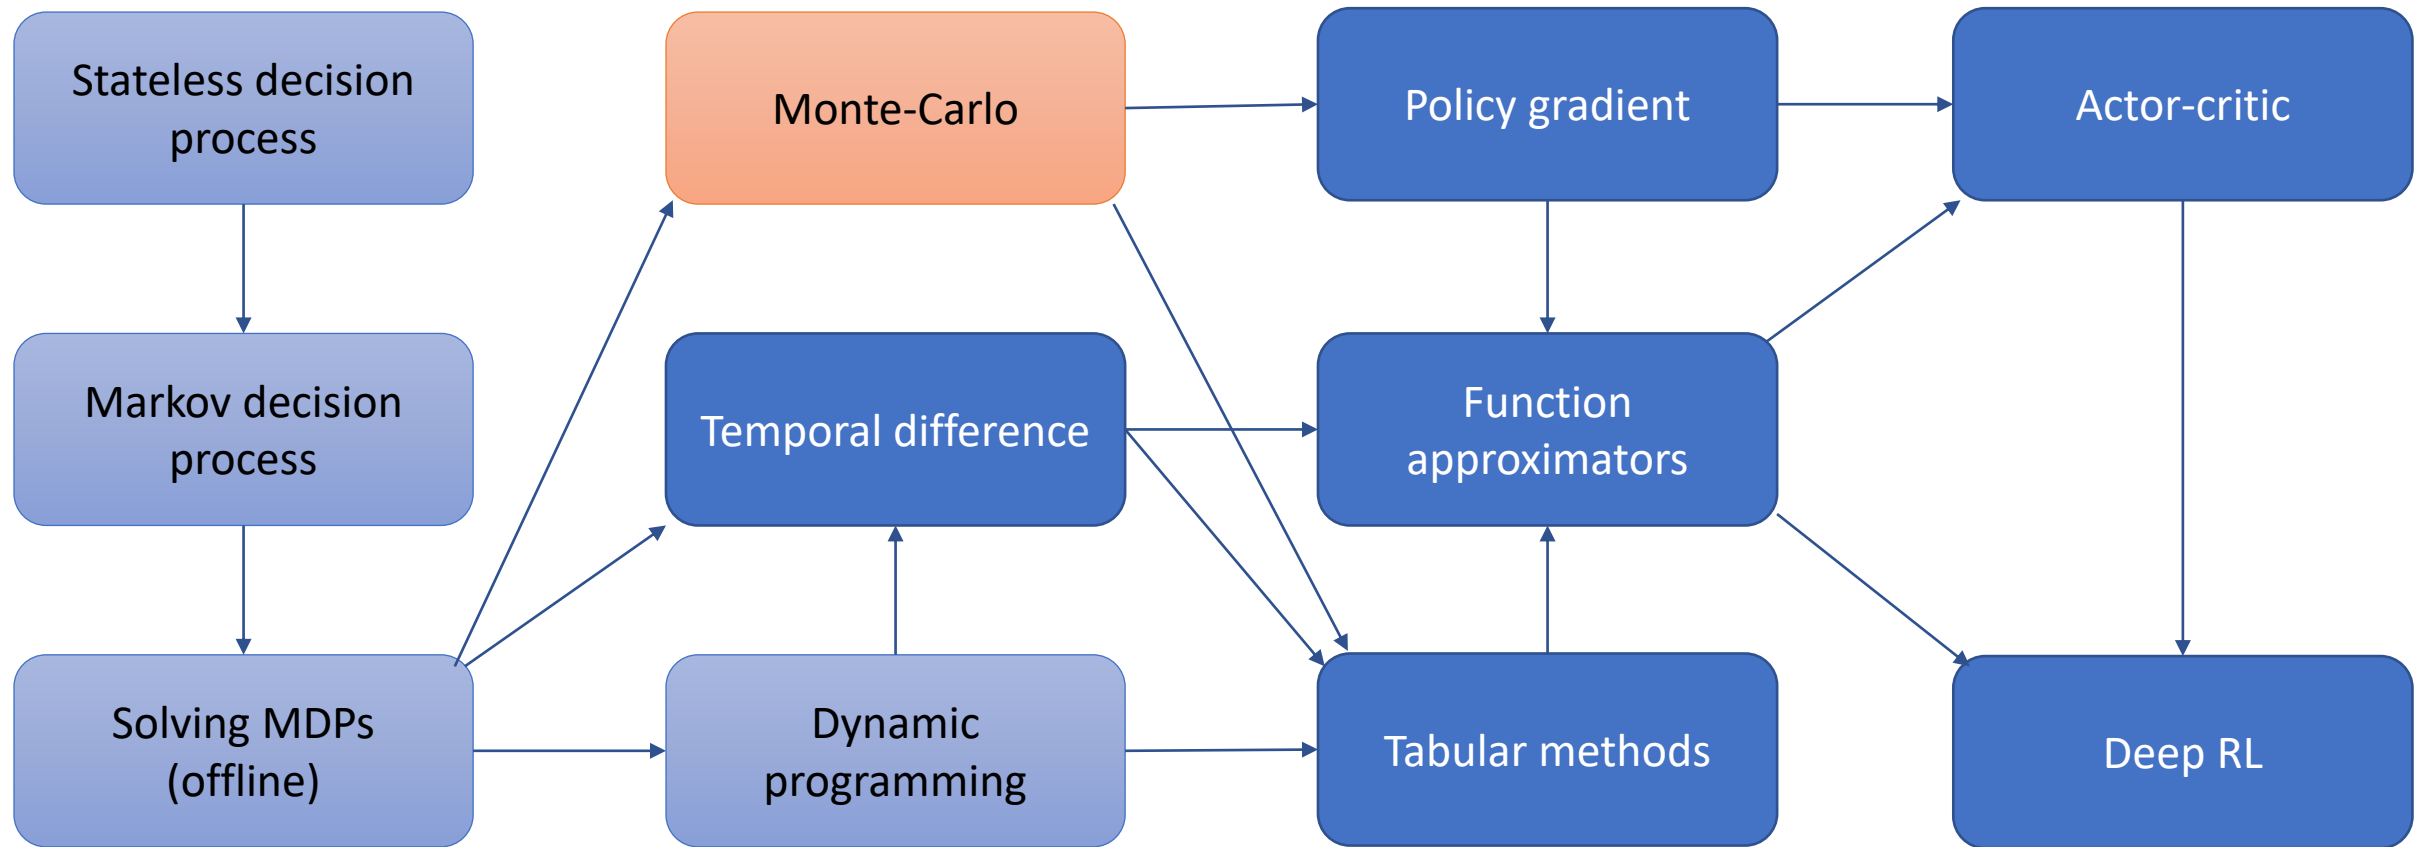 Stateless decision
process
Monte-Carlo
Policy gradient
Actor-critic
Markov decision
process
Temporal difference
Function
approximators
Solving MDPs
(offline)
Dynamic
programming
Tabular methods
Deep RL